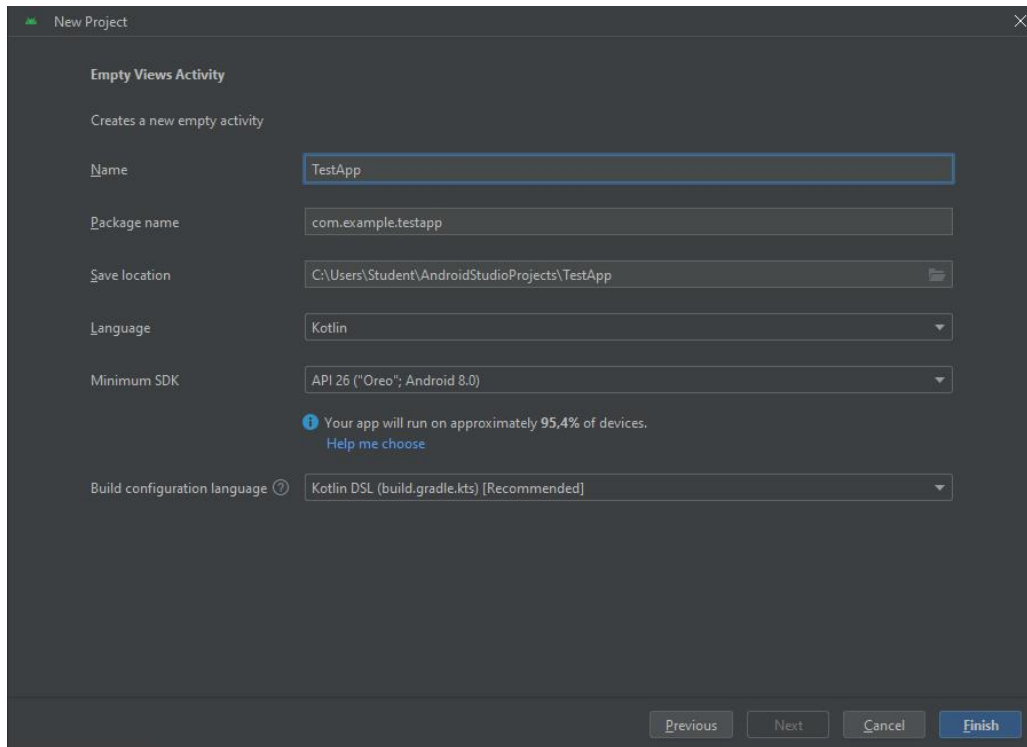 New Project
Empty Views Activity
Creates a new empty activity
Name TestApp
Package name com.example.testapp
Save location C:\Users\Student\AndroidStudioProjects\TestApp
Language Kotlin
Minimum SDK API 26 ("Oreo"; Android 8.0)
Your app will run on approximately 95,4% of devices.
Help me choose
Build configuration language ? Kotlin DSL (build.gradle.kts) [Recommended]
Previous Next Cancel Finish